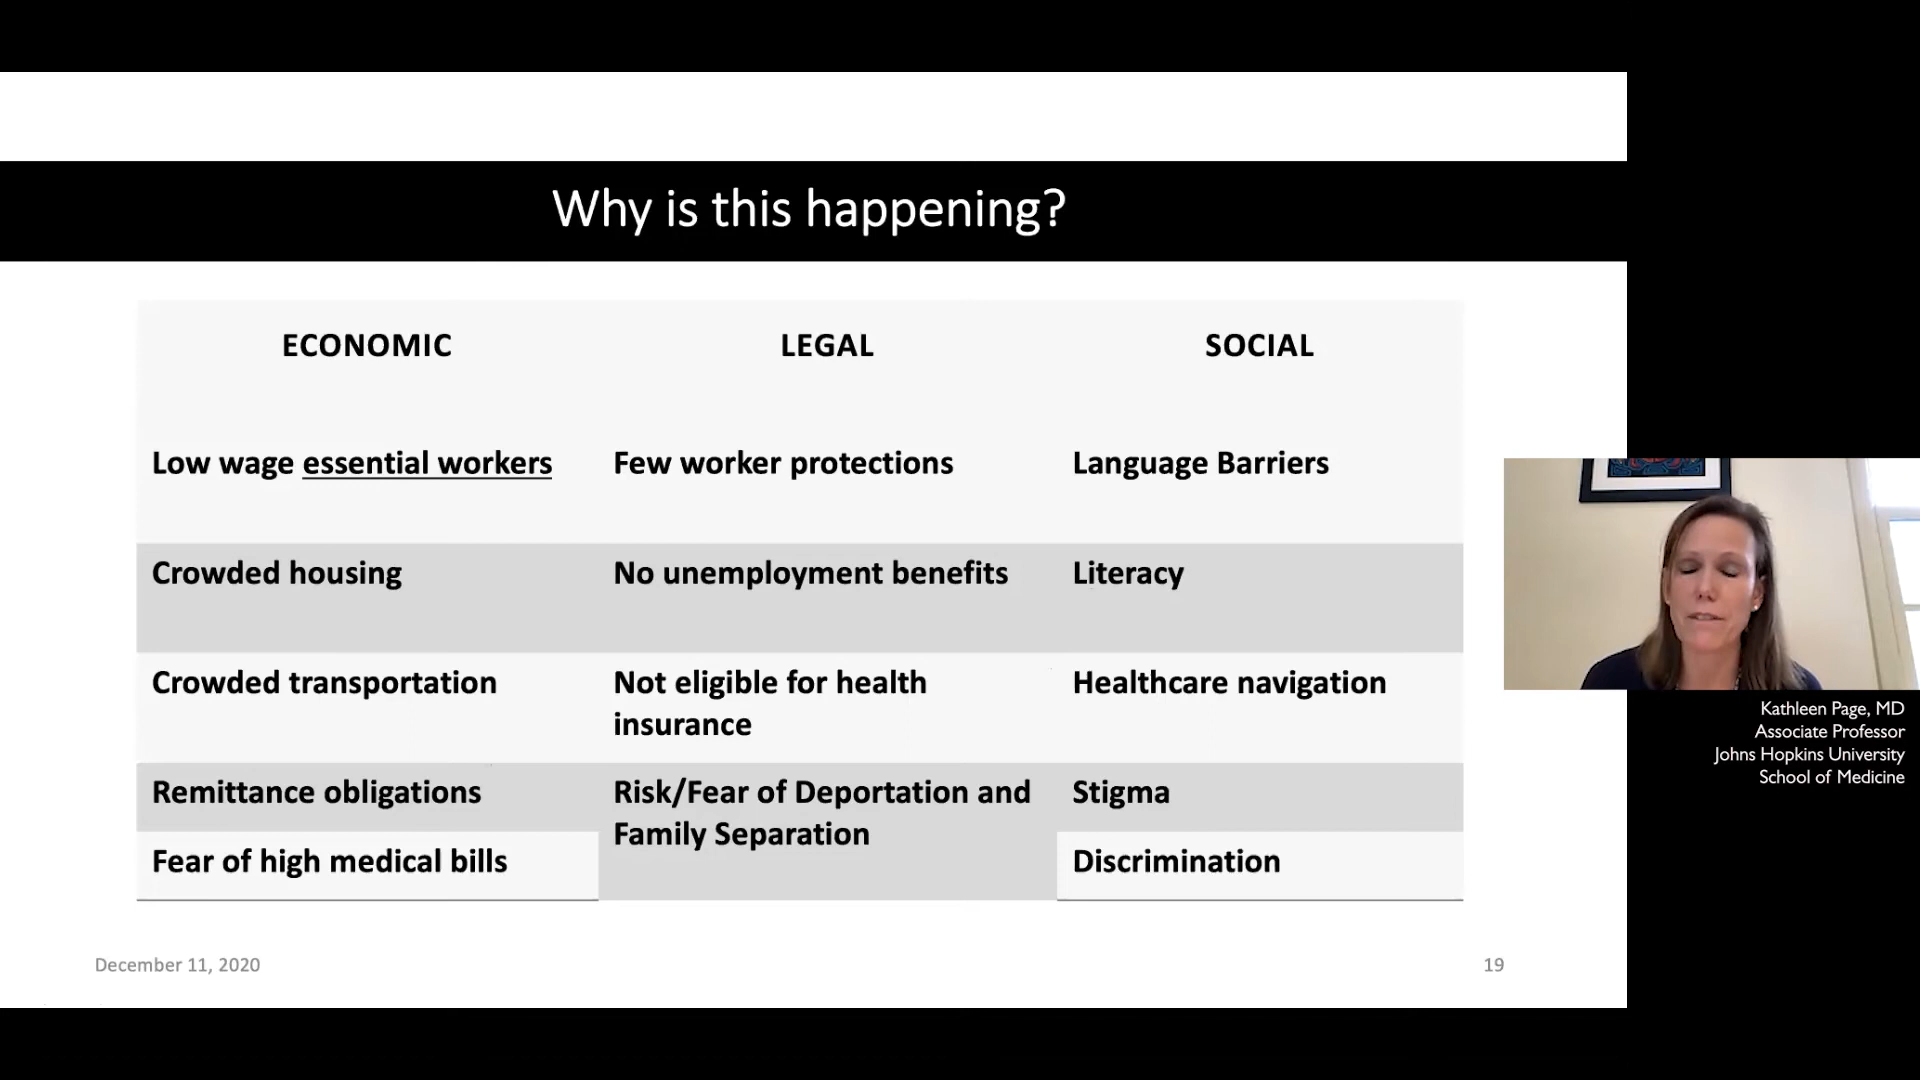 Why is this happening?
ECONOMIC
LEGAL
SOCIAL
Low wage essential workers
Few worker protections
Language Barriers
Crowded housing
No unemployment benefits
Literacy
Crowded transportation
Not eligible for health
insurance
Healthcare navigation
Remittance obligations
Risk/Fear of Deportation and
Family Separation
Stigma
Fear of high medical bills
Discrimination
December 11, 2020
19
Kathleen Page, MD
Associate Professor
Johns Hopkins University
School of Medicine